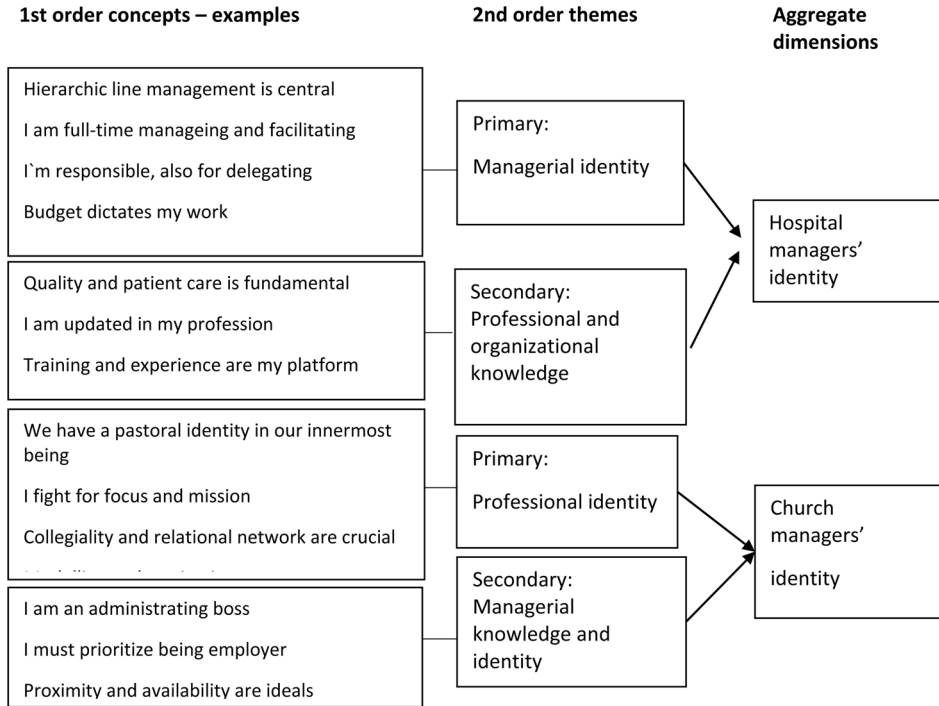 1st order concepts – examples
2nd order themes
Aggregate
dimensions
Hierarchic line management is central
I am full-time manageing and facilitating
I`m responsible, also for delegating
Budget dictates my work
Primary:
Managerial identity
Hospital
managers’
identity
Quality and patient care is fundamental
I am updated in my profession
Training and experience are my platform
Secondary:
Professional and
organizational
knowledge
We have a pastoral identity in our innermost
being
I fight for focus and mission
Collegiality and relational network are crucial
Primary:
Professional identity
Church
managers’
identity
I am an administrating boss
I must prioritize being employer
Proximity and availability are ideals
Secondary:
Managerial
knowledge and
identity